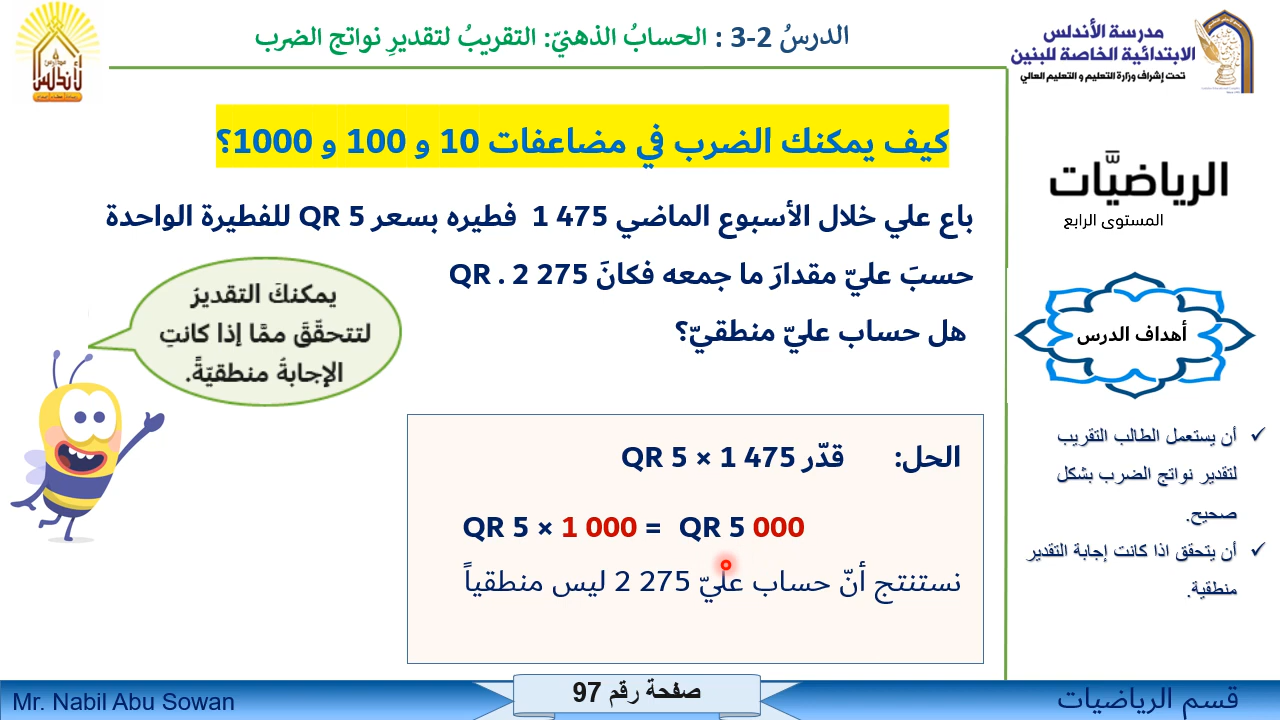 مدرسة الأندلس
الابتدائية الخاصة للبنين
تحت إشراف وزارة التعليم و التعليم العالي
الدرسُ 2-3 : الحسابُ الذهنيّ: التقريبُ لتقديرِ نواتج الضرب
كيف يمكنك الضرب في مضاعفات 10 و 100 و 1000؟
باع علي خلال الأسبوع الماضي 475 1 فطيره بسعر QR 5 للفطيرة الواحدة
حسبَ عليّ مقدارَ ما جمعه فكانَ QR . 2 275
هل حساب عليّ منطقيّ؟
يمكنكَ التقديرُ
لتتحقّقَ ممَّا إذا كانتِ
الإجابةُ منطقيّةً.
الحل: قدّر QR 5 × 1 475
QR 5 × 1 000 = QR 5 000
نستنتج أنّ حساب عليّ 275 2 ليس منطقياً
الرياضيَّات
المستوى الرابع
أهداف الدرس
✓ أن يستعمل الطالب التقريب
لتقدير نواتج الضرب بشكل
صحيح.
✓ أن يتحقق اذا كانت إجابة التقدير
منطقية.
قسم الرياضيات
صفحة رقم 97
Mr. Nabil Abu Sowan